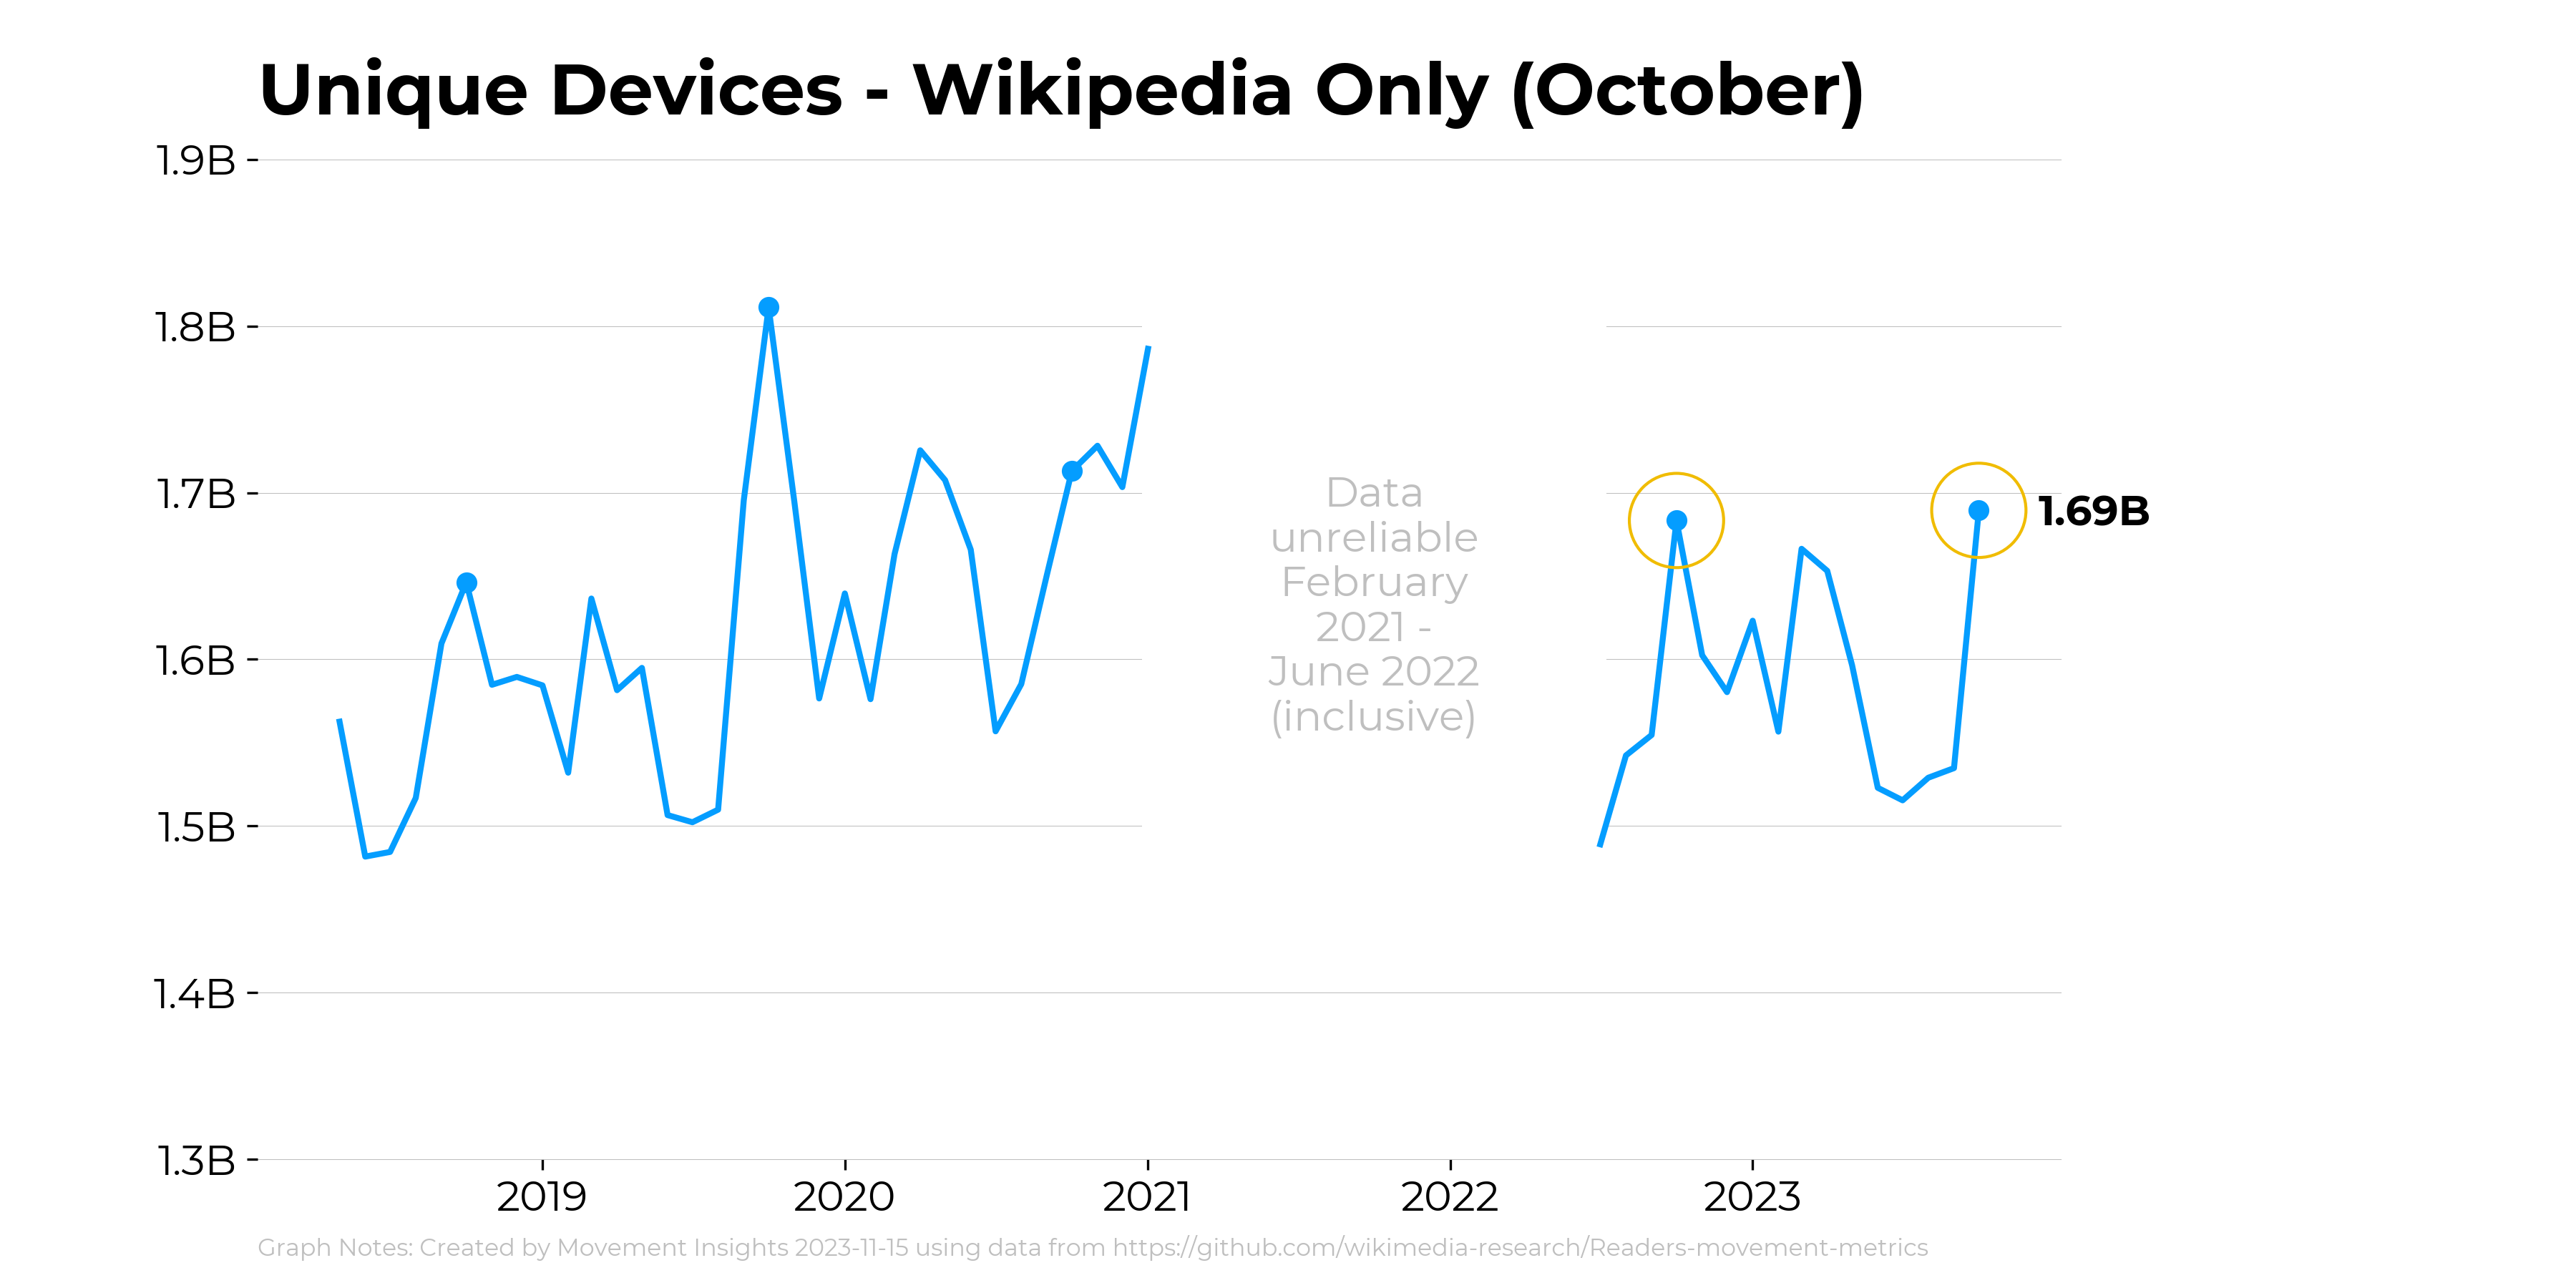 Unique Devices - Wikipedia Only (October)
1.9B
1.8B
1.7B
1.6B
1.5B
1.4B
1.3B
Data
unreliable
February
2021 -
June 2022
(inclusive)
1.69B
2019
2020
2021
2022
2023
Graph Notes: Created by Movement Insights 2023-11-15 using data from https://github.com/wikimedia-research/Readers-movement-metrics